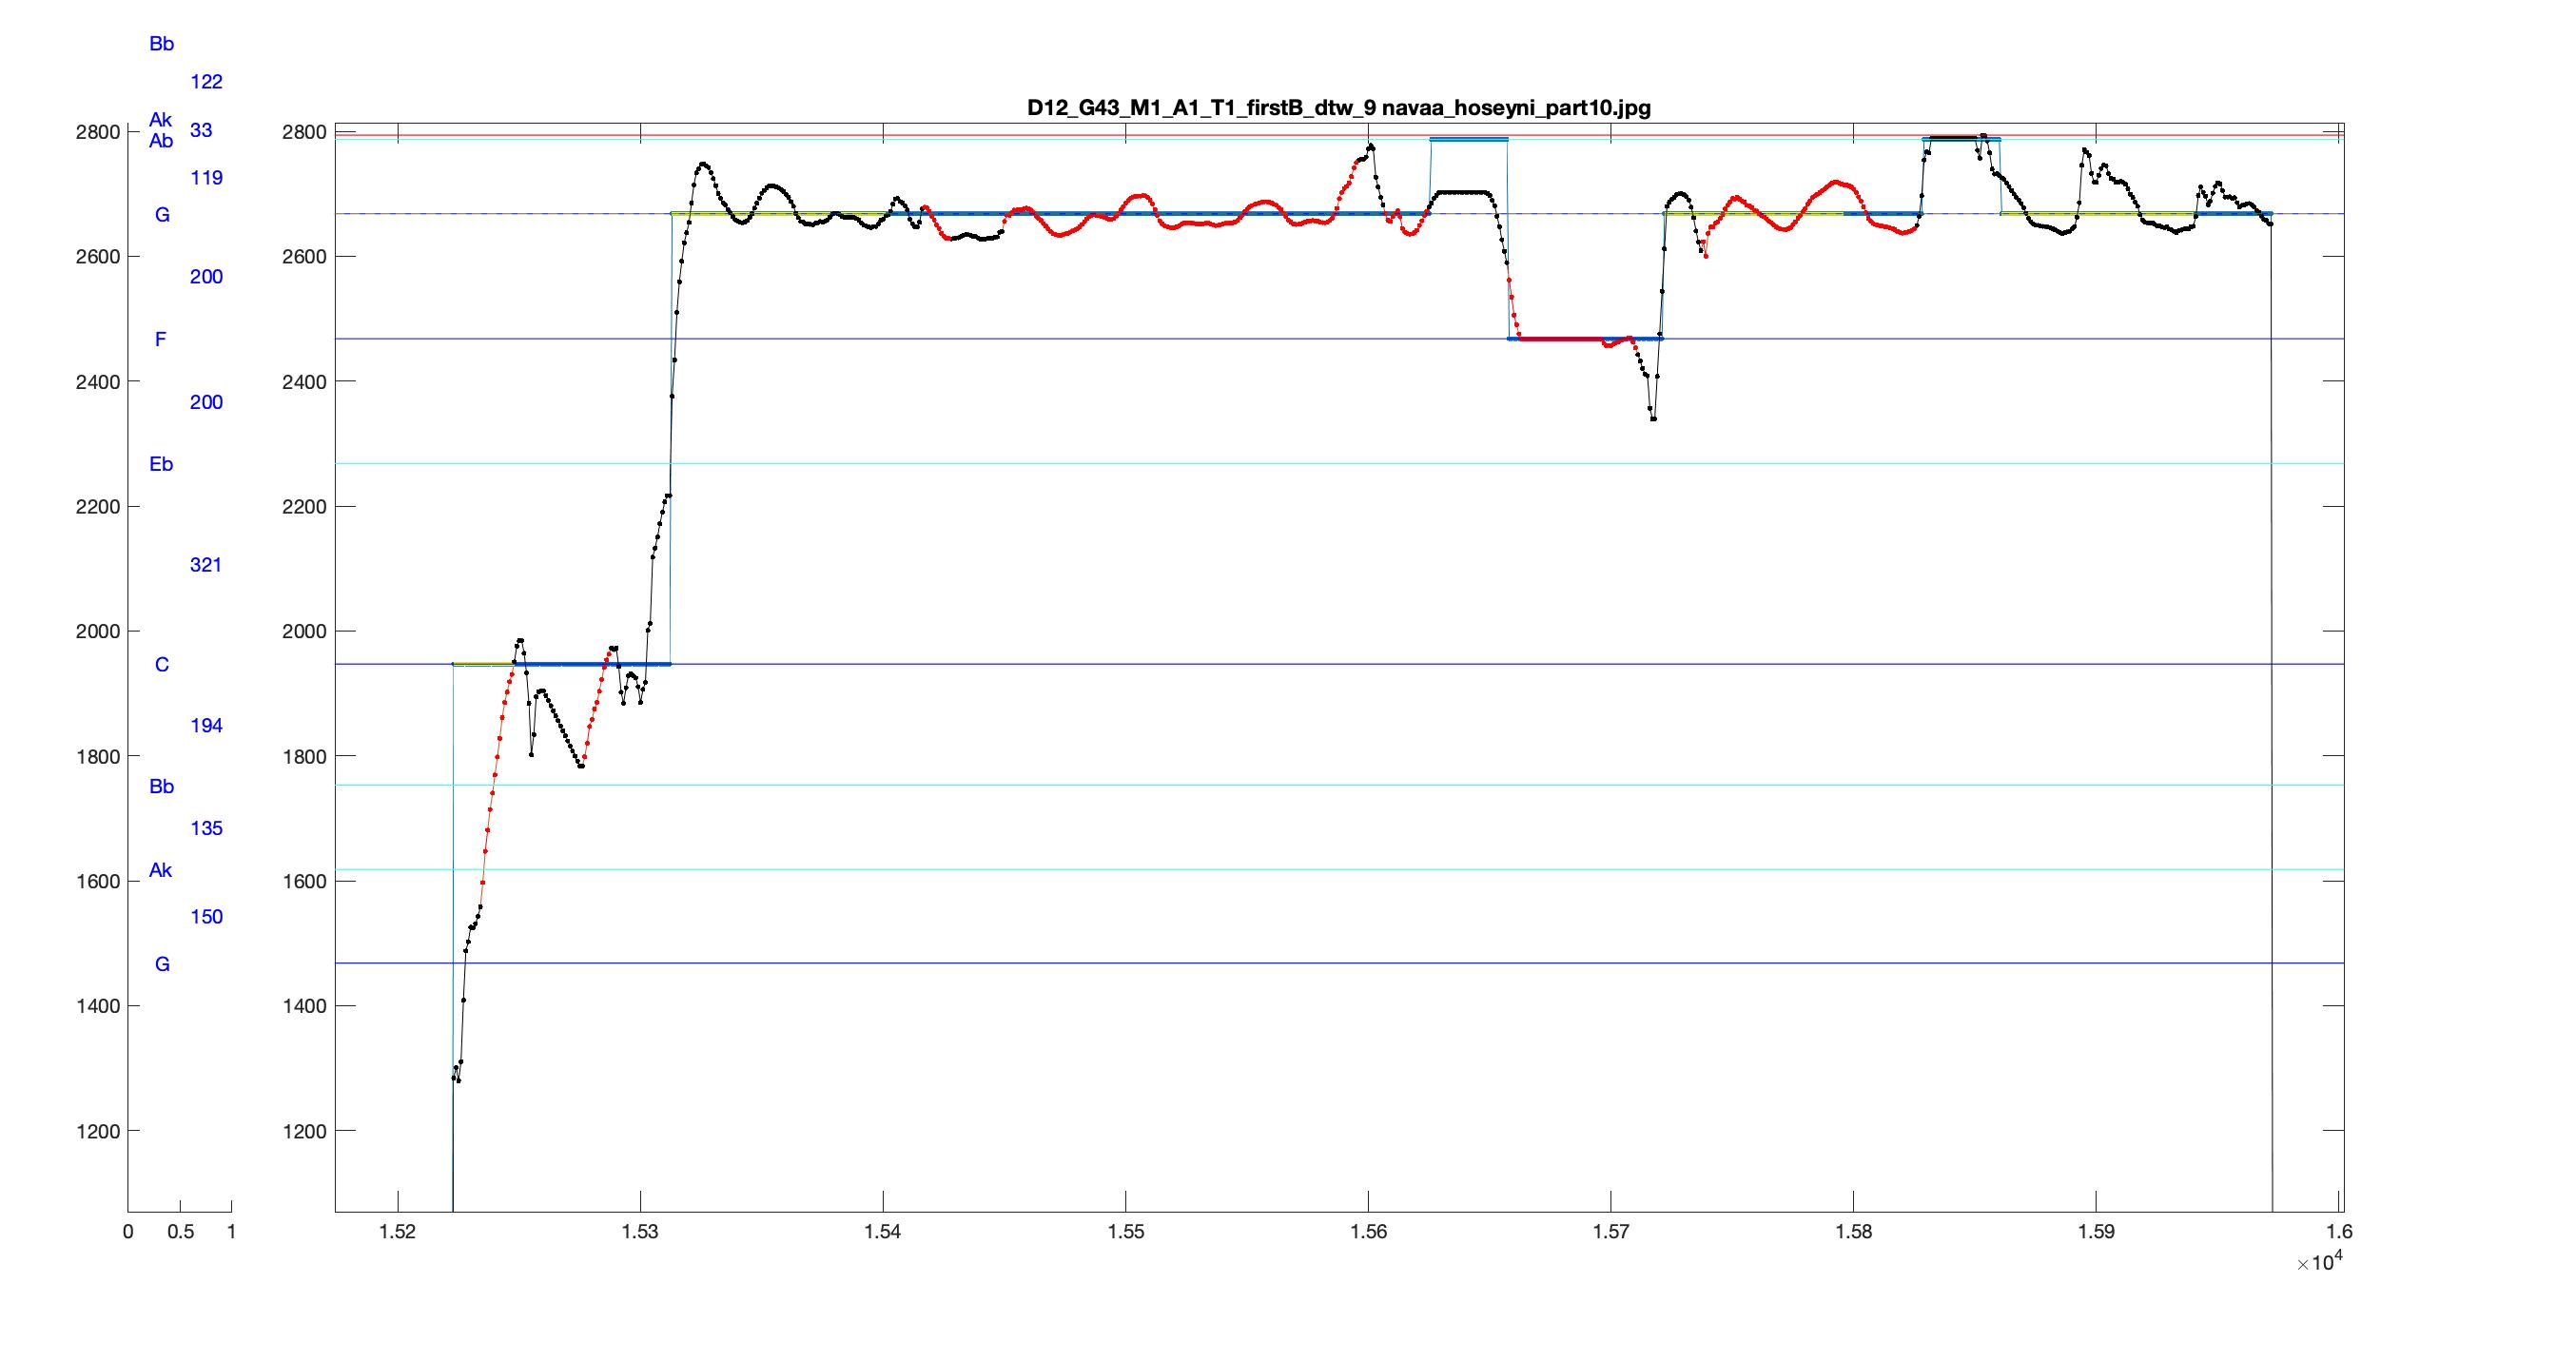 D12_G43_M1_A1_T1_firstB_dtw_9 navaa_hoseyni_part10.jpg
Bb
122
Ak
33
Ab
119
G
200
F
200
Eb
321
C
194
Bb
135
Ak
150
G
2800
2600
2400
2200
2000
1800
1600
1400
1200
0 0.5 1
2800
2600
2400
2200
2000
1800
1600
1400
1200
1.52 1.53 1.54 1.55 1.56 1.57 1.58 1.59 1.6
×10⁴